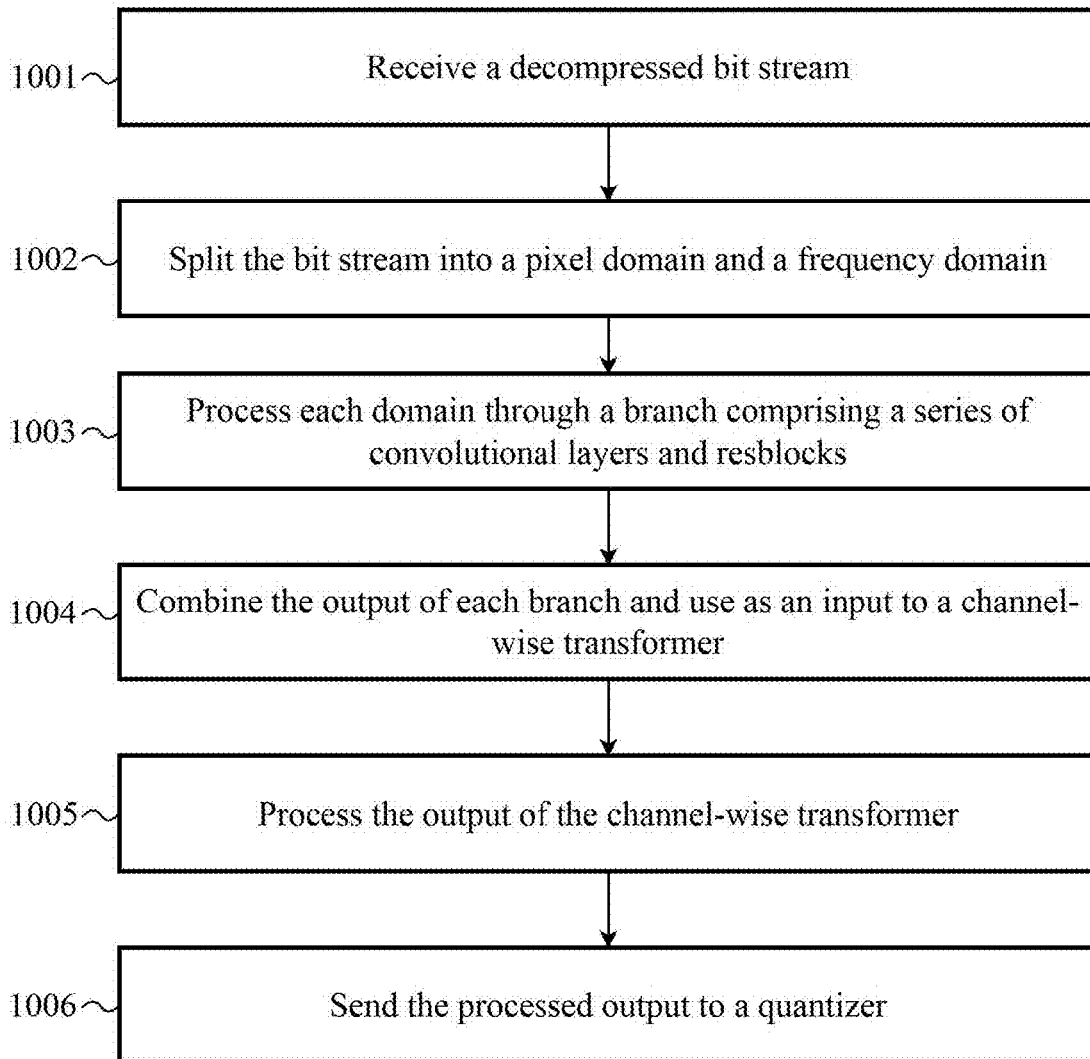 1001
Receive a decompressed bit stream
1002
Split the bit stream into a pixel domain and a frequency domain
1003
Process each domain through a branch comprising a series of
convolutional layers and resblocks
1004
Combine the output of each branch and use as an input to a channel-
wise transformer
1005
Process the output of the channel-wise transformer
1006
Send the processed output to a quantizer